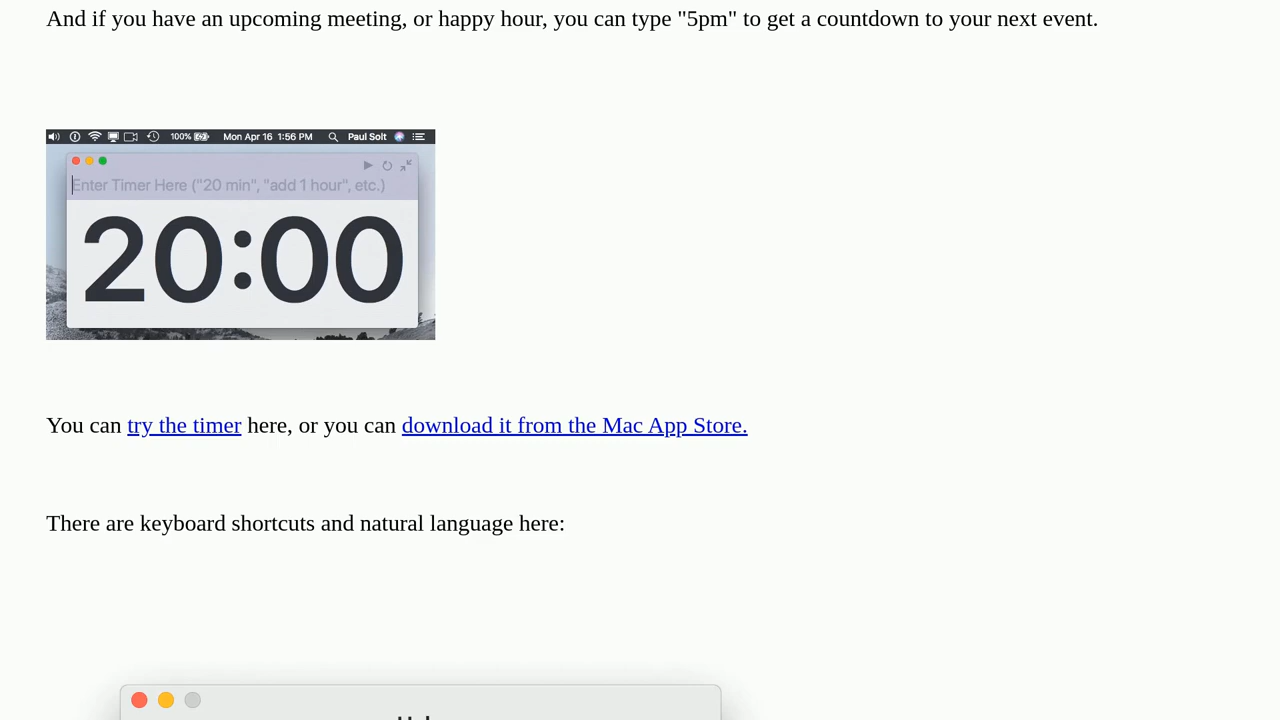 And if you have an upcoming meeting, or happy hour, you can type "5pm" to get a countdown to your next event.
100% Mon Apr 16 1:56 PM Paul Solt
Enter Timer Here ("20 min", "add 1 hour", etc.)
20:00
You can try the timer here, or you can download it from the Mac App Store.
There are keyboard shortcuts and natural language here: